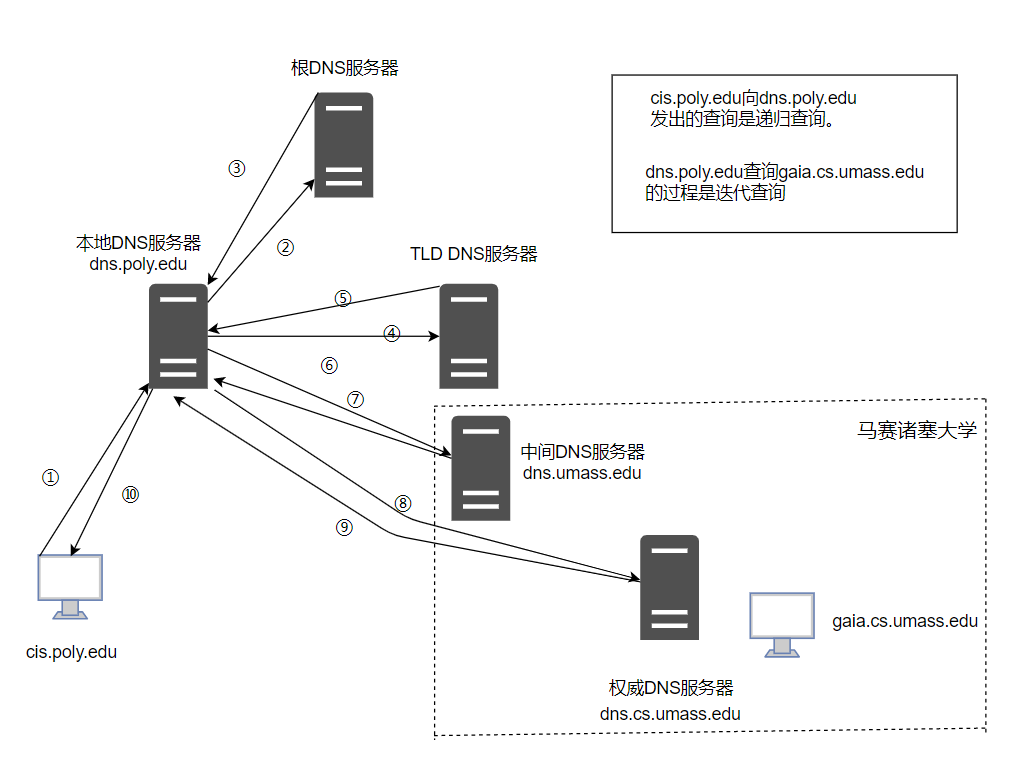 根DNS服务器
cis.poly.edu向dns.poly.edu
发出的查询是递归查询。
dns.poly.edu查询gaia.cs.umass.edu
的过程是迭代查询
③
②
本地DNS服务器
dns.poly.edu
TLD DNS服务器
⑤
④
⑥
⑦
马赛诸塞大学
中间DNS服务器
dns.umass.edu
①
⑩
⑧
⑨
gaia.cs.umass.edu
cis.poly.edu
权威DNS服务器
dns.cs.umass.edu